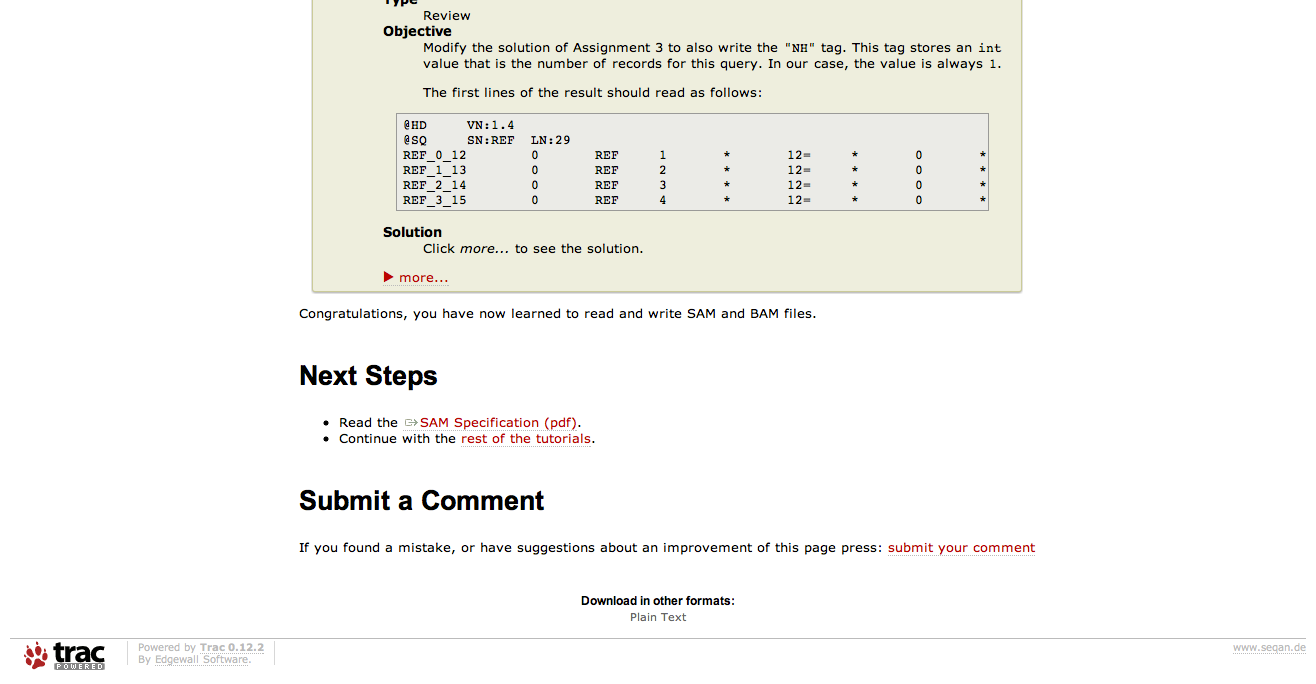 Type
Review
Objective
Modify the solution of Assignment 3 to also write the "NH" tag. This tag stores an int
value that is the number of records for this query. In our case, the value is always 1.
The first lines of the result should read as follows:
@HD VN:1.4
@SQ SN:REF LN:29
REF_0_12 0 REF 1 * 12= * 0 *
REF_1_13 0 REF 2 * 12= * 0 *
REF_2_14 0 REF 3 * 12= * 0 *
REF_3_15 0 REF 4 * 12= * 0 *
Solution
Click more... to see the solution.
more...
Congratulations, you have now learned to read and write SAM and BAM files.
Next Steps
• Read the SAM Specification (pdf).
• Continue with the rest of the tutorials.
Submit a Comment
If you found a mistake, or have suggestions about an improvement of this page press: submit your comment
Download in other formats:
Plain Text
trac
POWERED
Powered by Trac 0.12.2
By Edgewall Software.
www.seqan.de